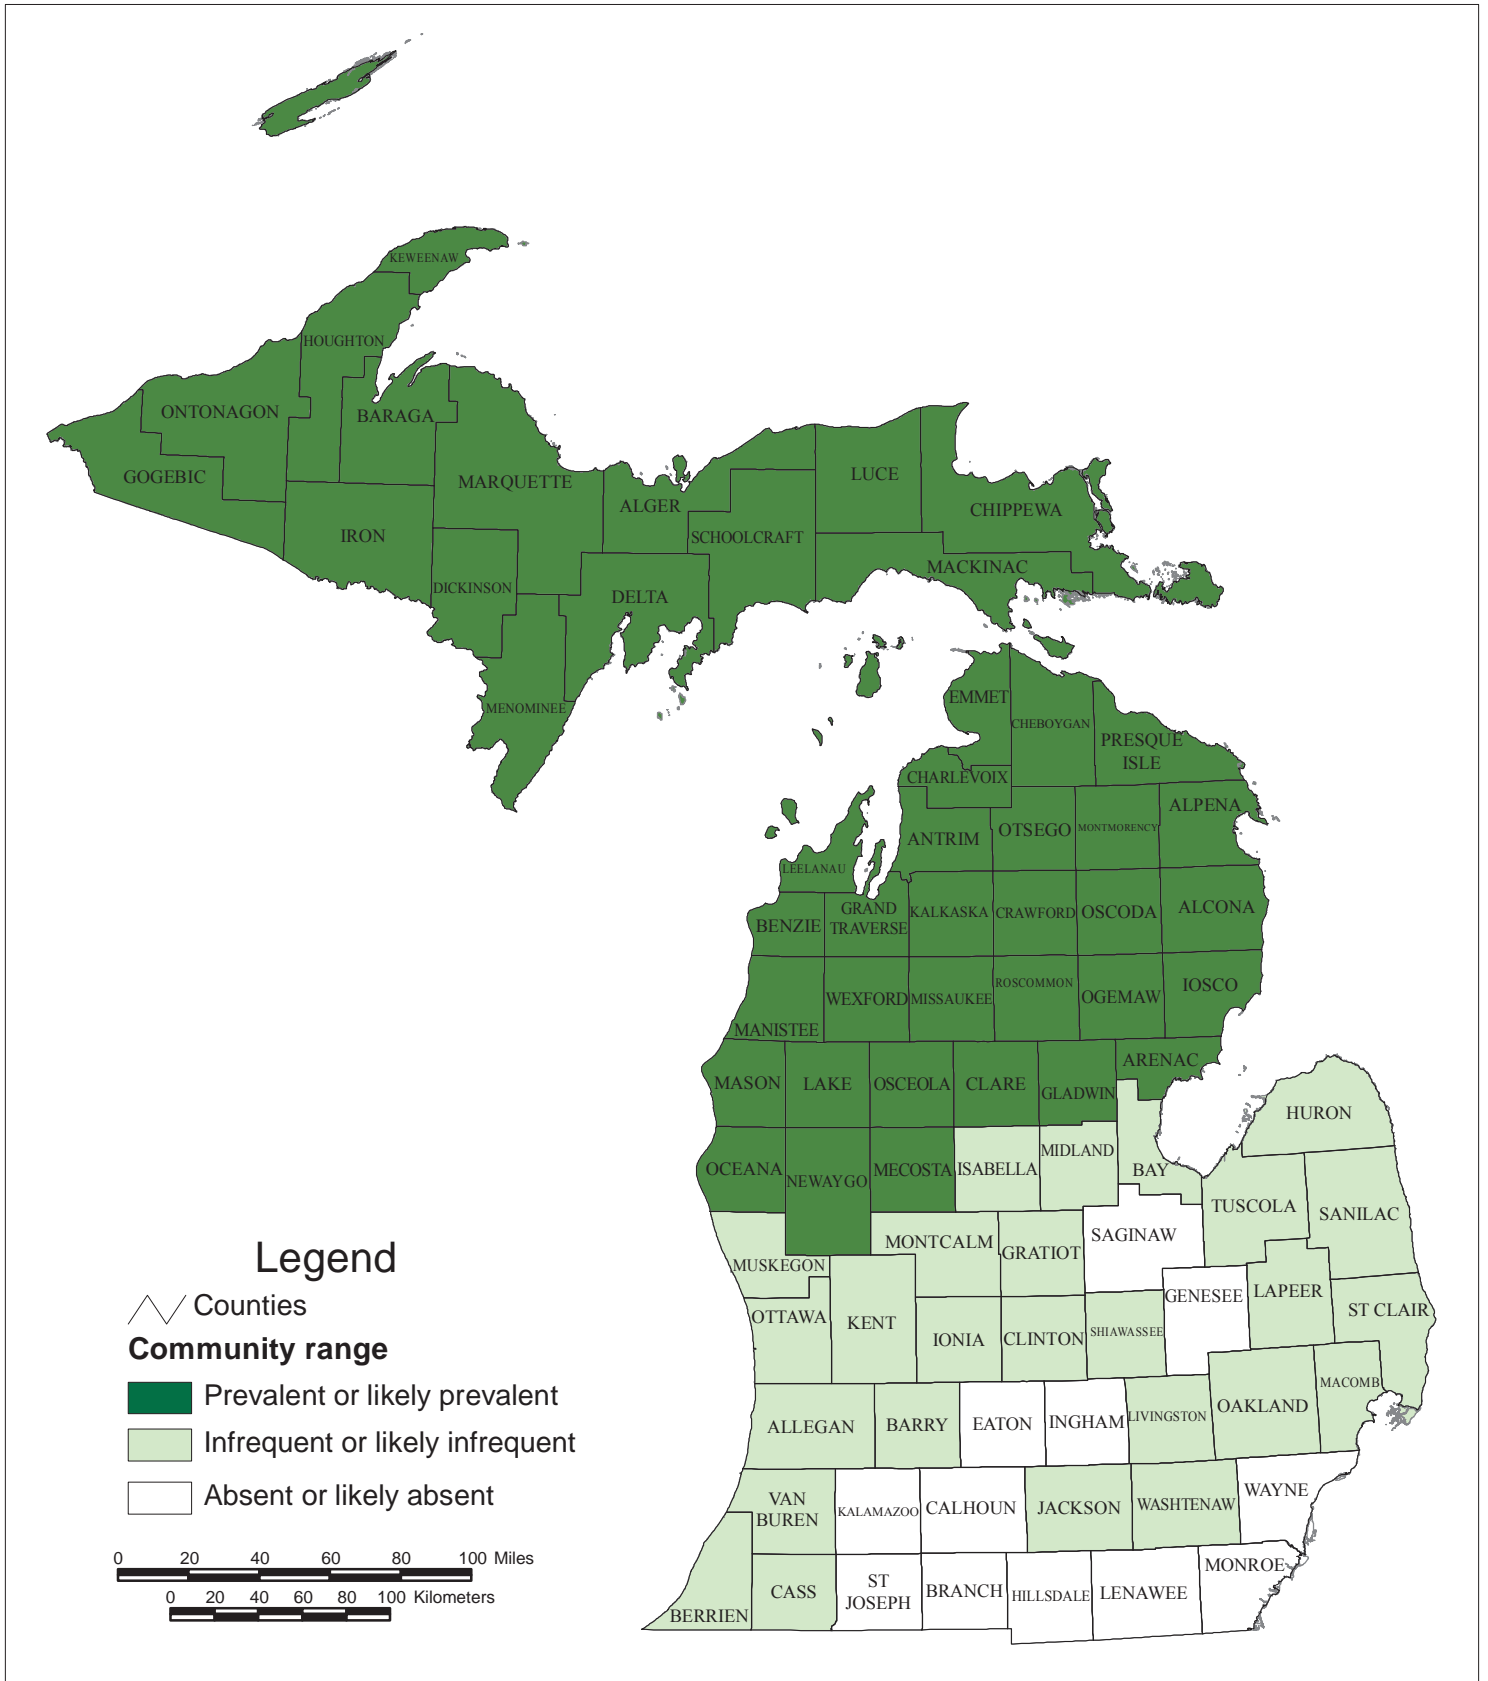 KEWEENAW
HOUGHTON
ONTONAGON
BARAGA
GOGEBIC
MARQUETTE
LUCE
ALGER
CHIPPEWA
IRON
SCHOOLCRAFT
MACKINAC
DICKINSON
DELTA
MENOMINEE
EMMET
CHEBOYGAN
PRESQUE
ISLE
CHARLEVOIX
ALPENA
ANTRIM
OTSEGO
MONTMORENCY
LEELANAU
BENZIE
GRAND
TRAVERSE
KALKASKA
CRAWFORD
OSCODA
ALCONA
MANISTEE
WEXFORD
MISSAUKEE
ROSCOMMON
OGEMAW
IOSCO
MASON
LAKE
OSCEOLA
CLARE
GLADWIN
ARENAC
HURON
OCEANA
NEWAYGO
MECOSTA
ISABELLA
MIDLAND
BAY
TUSCOLA
SANILAC
MUSKEGON
MONTCALM
GRATIOT
SAGINAW
GENESEE
LAPEER
ST CLAIR
OTTAWA
KENT
IONIA
CLINTON
SHIAWASSEE
ALLEGAN
BARRY
EATON
INGHAM
LIVINGSTON
OAKLAND
MACOMB
VAN
BUREN
KALAMAZOO
CALHOUN
JACKSON
WASHTENAW
WAYNE
BERRIEN
CASS
ST
JOSEPH
BRANCH
HILLSDALE
LENAWEE
MONROE
Legend
Counties
Community range
Prevalent or likely prevalent
Infrequent or likely infrequent
Absent or likely absent
0 20 40 60 80 100 Miles
0 20 40 60 80 100 Kilometers